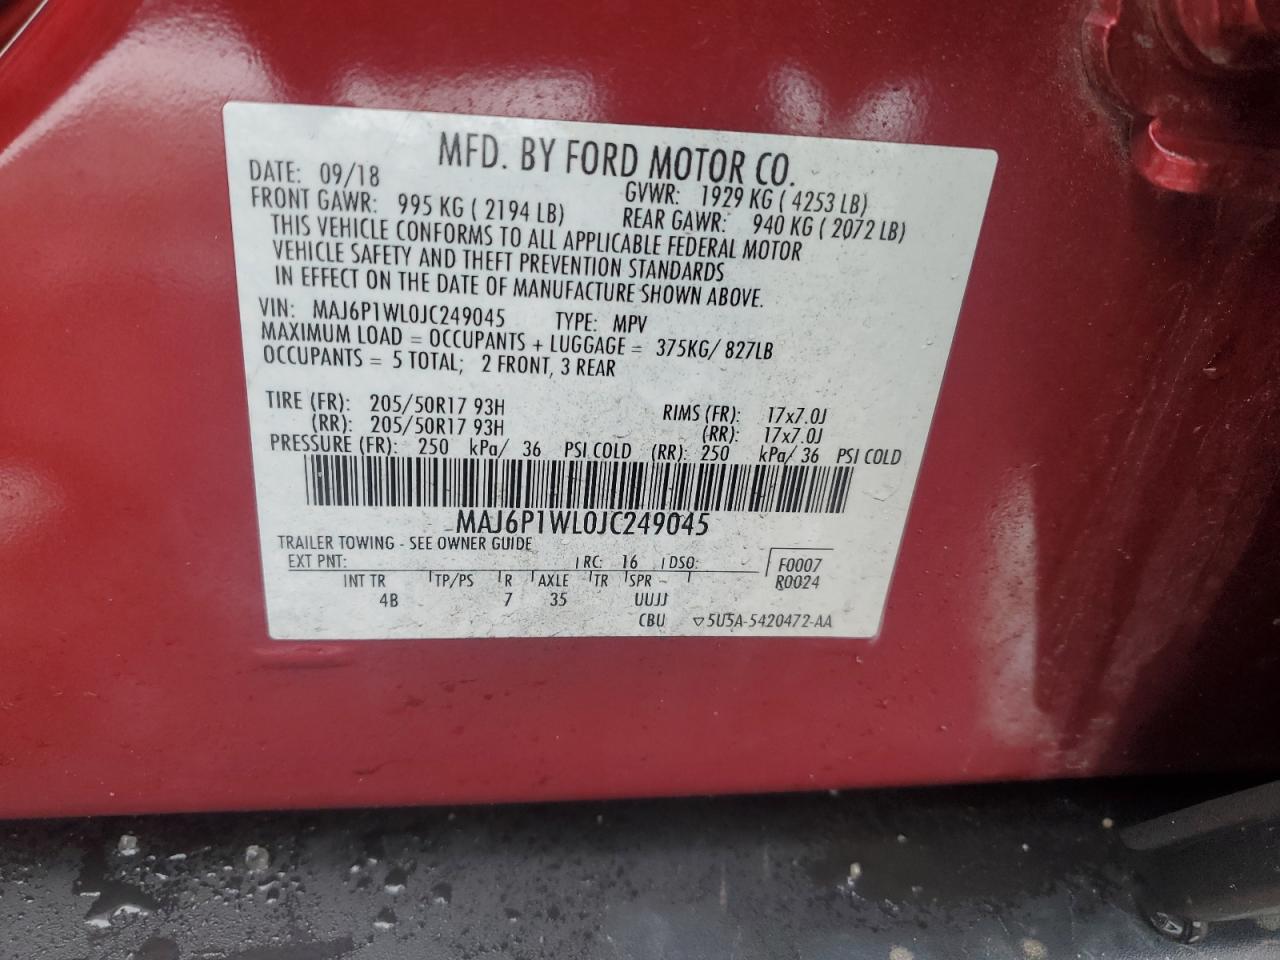 MFD. BY FORD MOTOR CO.
DATE: 09/18 GVWR: 1929 KG ( 4253 LB)
FRONT GAWR: 995 KG ( 2194 LB) REAR GAWR: 940 KG ( 2072 LB)
THIS VEHICLE CONFORMS TO ALL APPLICABLE FEDERAL MOTOR
VEHICLE SAFETY AND THEFT PREVENTION STANDARDS
IN EFFECT ON THE DATE OF MANUFACTURE SHOWN ABOVE.
VIN: MAJ6P1WL0JC249045 TYPE: MPV
MAXIMUM LOAD = OCCUPANTS + LUGGAGE = 375KG/ 827LB
OCCUPANTS = 5 TOTAL; 2 FRONT, 3 REAR
TIRE (FR): 205/50R17 93H RIMS (FR): 17x7.0J
(RR): 205/50R17 93H (RR): 17x7.0J
PRESSURE (FR): 250 kPa/ 36 PSI COLD (RR): 250 kPa/ 36 PSI COLD
MAJ6P1WL0JC249045
TRAILER TOWING - SEE OWNER GUIDE
EXT PNT: RC: 16 DSO: F0007
INT TR TP/PS R AXLE TR SPR R0024
4B 7 35 UUJJ
CBU ▽5U5A-5420472-AA